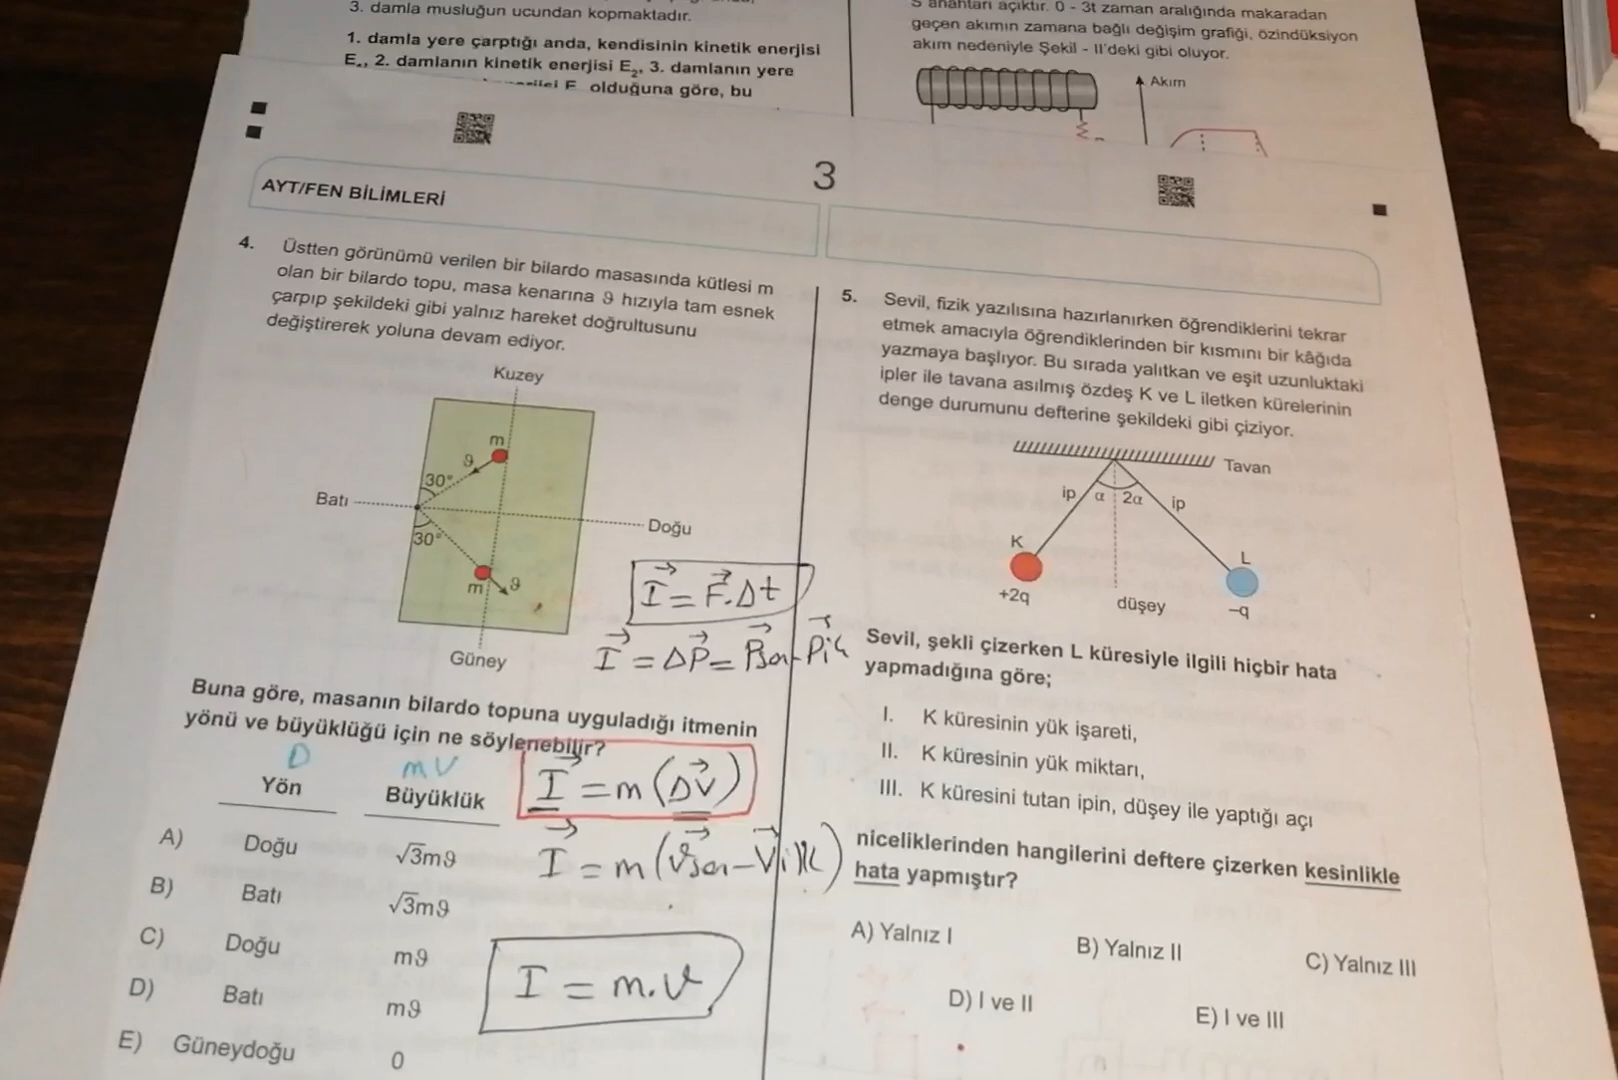 3. damla musluğun ucundan kopmaktadır.
1. damla yere çarptığı anda, kendisinin kinetik enerjisi
2. damlanın kinetik enerjisi E₂, 3. damlanın yere
olduğuna göre, bu
S anahtarı açıktır. 0 - 3t zaman aralığında makaradan
geçen akımın zamana bağlı değişim grafiği, özindüksiyon
akım nedeniyle Şekil - II'deki gibi oluyor.
Akım
3
AYT/FEN BİLİMLERİ
4. Üstten görünümü verilen bir bilardo masasında kütlesi m
olan bir bilardo topu, masa kenarına ϑ hızıyla tam esnek
çarpıp şekildeki gibi yalnız hareket doğrultusunu
değiştirerek yoluna devam ediyor.
Kuzey
m
ϑ
30°
Batı
Doğu
30°
m
ϑ
Güney
I = F.Δt
I = ΔP = Pson - Pilk
Buna göre, masanın bilardo topuna uyguladığı itmenin
yönü ve büyüklüğü için ne söylenebilir?
D
mV
Yön Büyüklük
I = m(ΔV)
A) Doğu √3mϑ
I = m(Vson - Vilk)
B) Batı √3mϑ
C) Doğu mϑ
I = m.V
D) Batı mϑ
E) Güneydoğu 0
5. Sevil, fizik yazılısına hazırlanırken öğrendiklerini tekrar
etmek amacıyla öğrendiklerinden bir kısmını bir kâğıda
yazmaya başlıyor. Bu sırada yalıtkan ve eşit uzunluktaki
ipler ile tavana asılmış özdeş K ve L iletken kürelerinin
denge durumunu defterine şekildeki gibi çiziyor.
Tavan
ip α 2α ip
K
L
+2q
düşey
-q
Sevil, şekli çizerken L küresiyle ilgili hiçbir hata
yapmadığına göre;
I. K küresinin yük işareti,
II. K küresinin yük miktarı,
III. K küresini tutan ipin, düşey ile yaptığı açı
niceliklerinden hangilerini deftere çizerken kesinlikle
hata yapmıştır?
A) Yalnız I
B) Yalnız II
C) Yalnız III
D) I ve II
E) I ve III